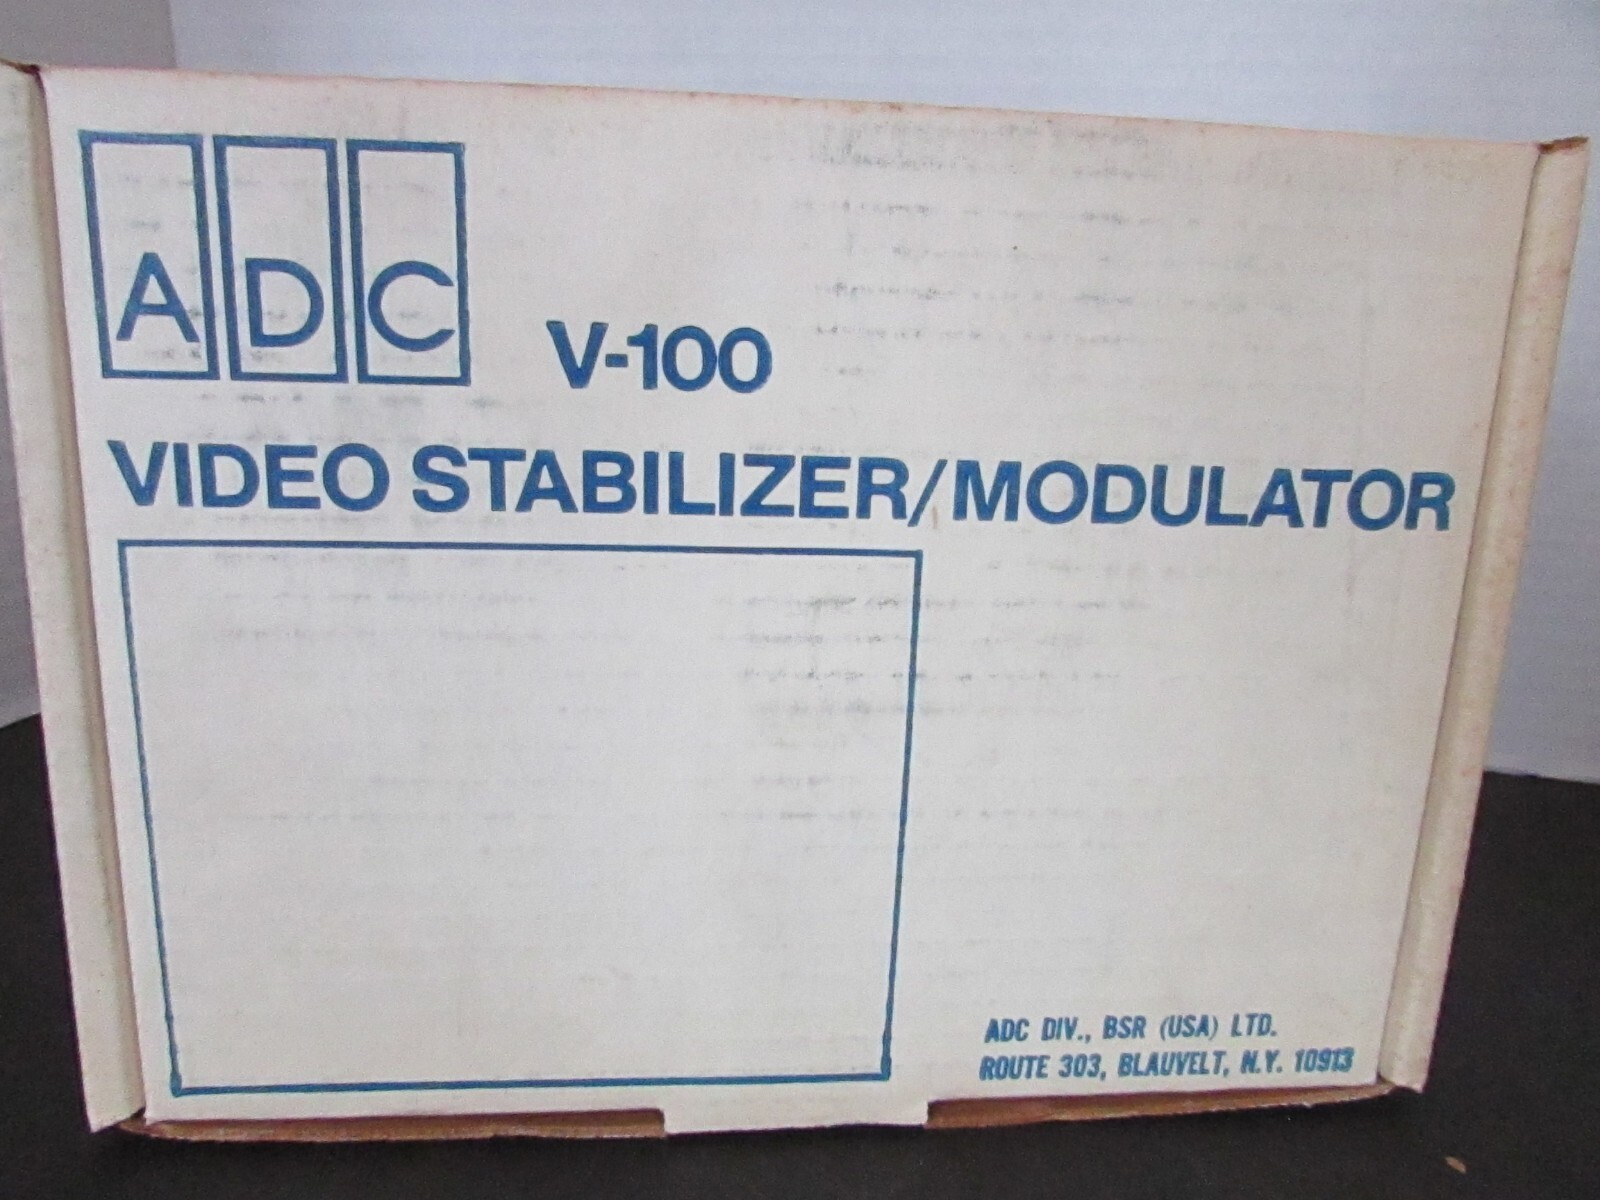 ADC V-100
VIDEO STABILIZER/MODULATOR
ADC DIV., BSR (USA) LTD.
ROUTE 303, BLAUVELT, N.Y. 10913